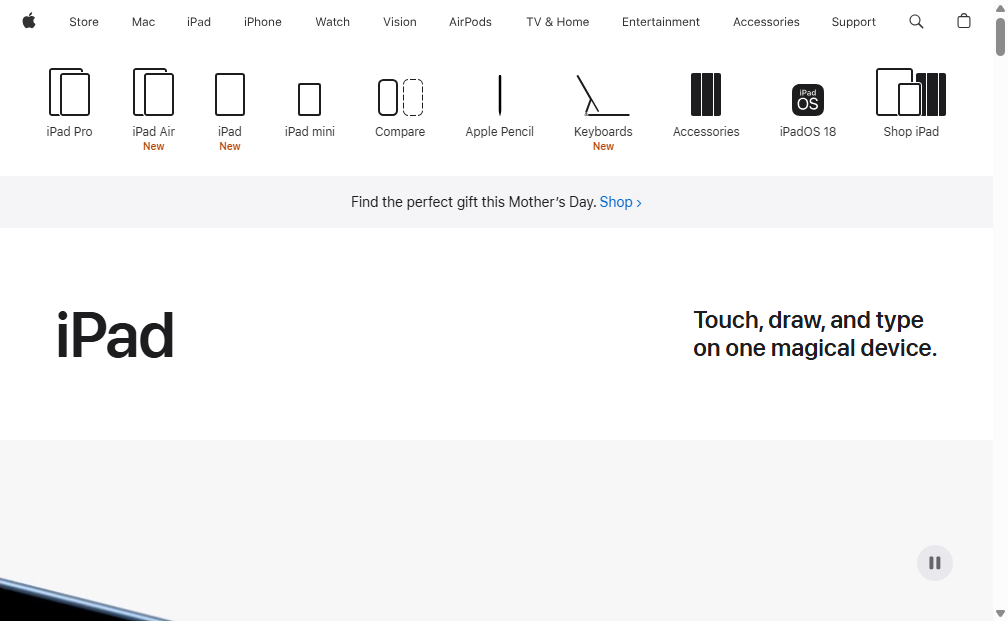 Store Mac iPad iPhone Watch Vision AirPods TV & Home Entertainment Accessories Support
iPad OS
iPad Pro iPad Air iPad iPad mini Compare Apple Pencil Keyboards Accessories iPadOS 18 Shop iPad
New New New
Find the perfect gift this Mother's Day. Shop >
iPad
Touch, draw, and type
on one magical device.